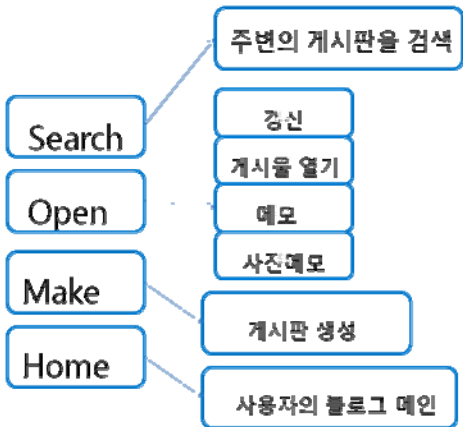 주변의 게시판을 검색
Search
갱신
게시물 열기
Open
메모
사진메모
Make
게시판 생성
Home
사용자의 블로그 메인